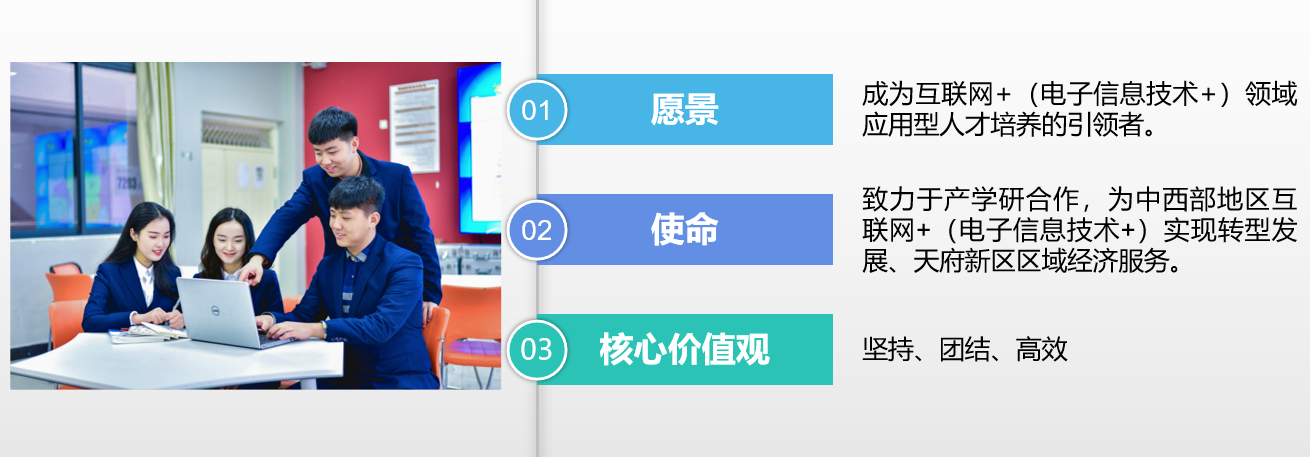 01
愿景
成为互联网+（电子信息技术+）领域
应用型人才培养的引领者。
02
使命
致力于产学研合作，为中西部地区互
联网+（电子信息技术+）实现转型发
展、天府新区区域经济服务。
03
核心价值观
坚持、团结、高效
7203
DELL